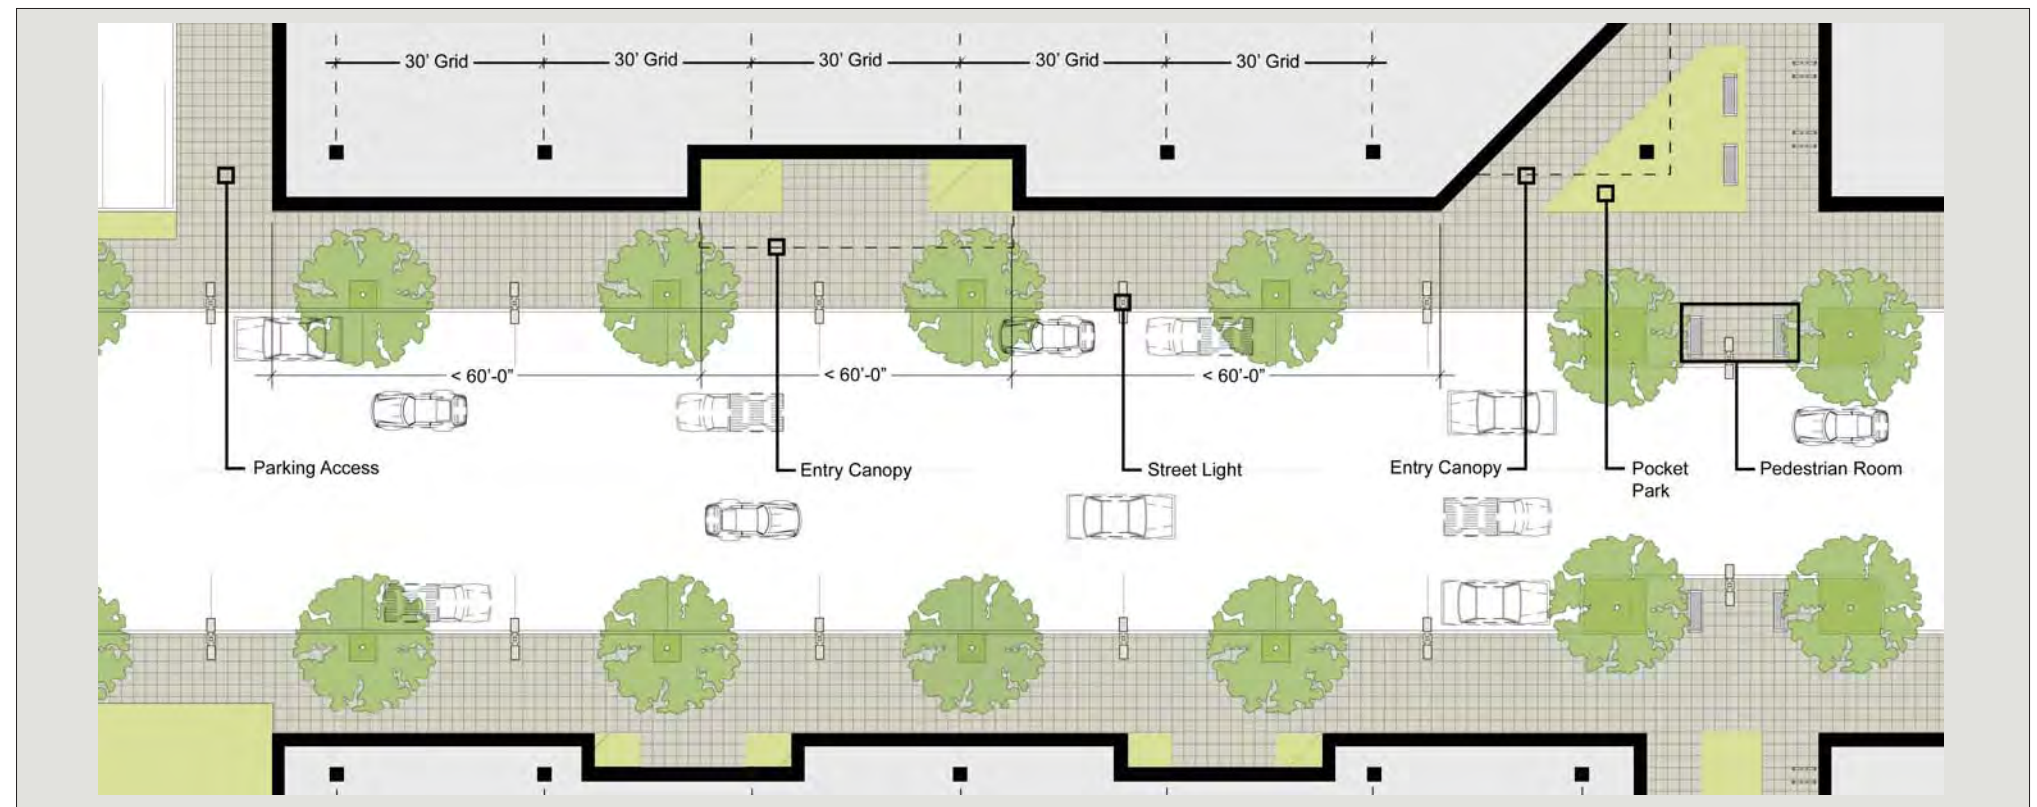 30’ Grid
30’ Grid
30’ Grid
30’ Grid
30’ Grid
< 60’-0”
< 60’-0”
< 60’-0”
Parking Access
Entry Canopy
Street Light
Entry Canopy
Pocket
Park
Pedestrian Room